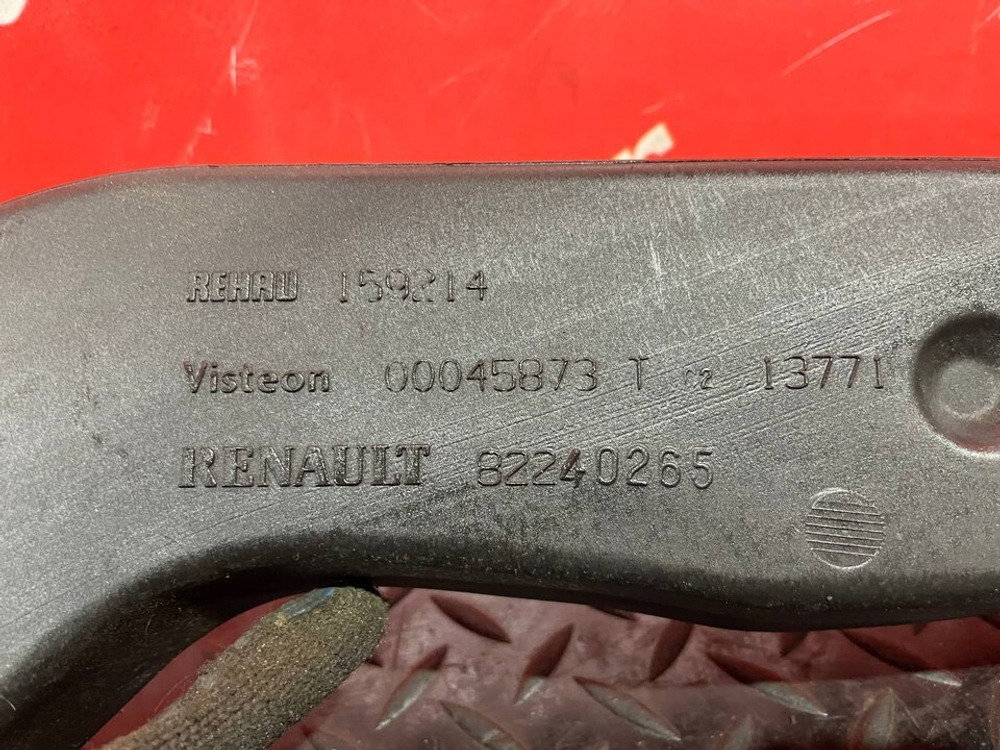 REHAU 159214
Visteon 00045873 T C2 13771
RENAULT 82240265